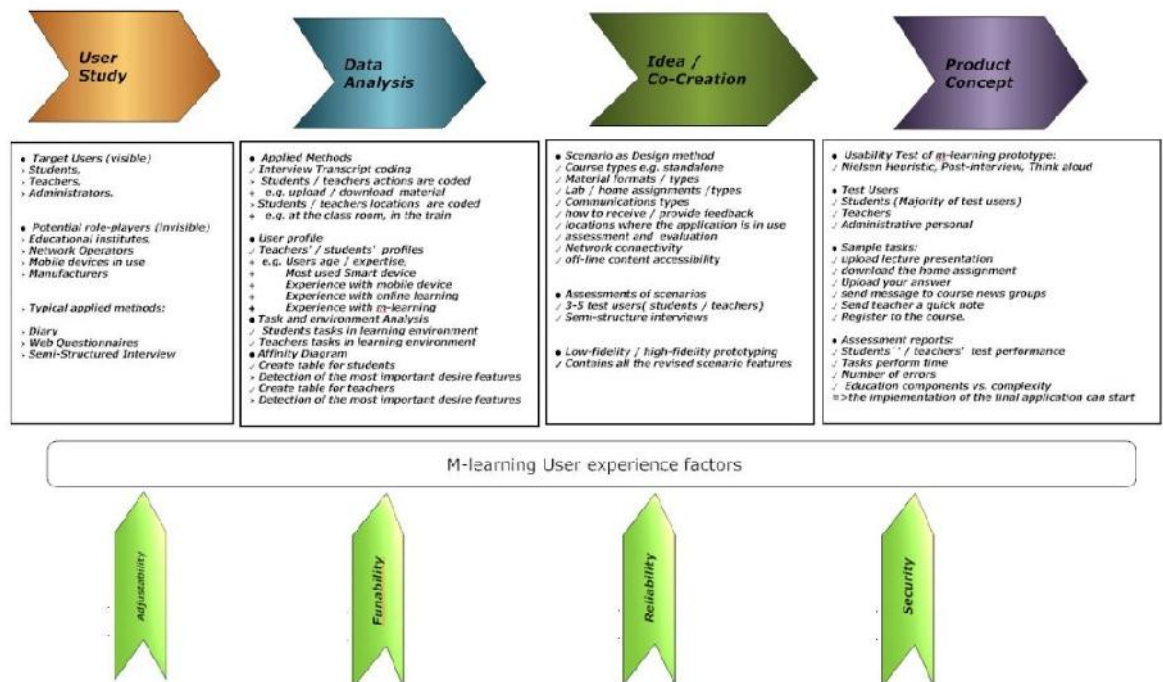 User
Study
Data
Analysis
Idea /
Co-Creation
Product
Concept
● Target Users (visible)
> Students,
> Teachers,
> Administrators.
● Potential role-players (invisible)
> Educational institutes,
> Network Operators
> Mobile devices in use
> Manufacturers
> Typical applied methods:
> Diary
> Web Questionnaires
> Semi-Structured Interview
● Applied Methods
✓ Interview Transcript coding
> Students / teachers actions are coded
+ e.g. upload / download material
> Students / teachers locations are coded
+ e.g. at the class room, in the train
● User profile
✓ Teachers' / students' profiles
+ e.g. Users age / expertise,
+ Most used Smart device
+ Experience with mobile device
+ Experience with online learning
+ Experience with m-learning
● Task and environment Analysis
✓ Students tasks in learning environment
✓ Teachers tasks in learning environment
● Affinity Diagram
✓ Create table for students
> Detection of the most important desire features
✓ Create table for teachers
> Detection of the most important desire features
● Scenario as Design method
✓ Course types e.g. standalone
✓ Material formats / types
✓ Lab / home assignments /types
✓ Communications types
✓ how to receive / provide feedback
✓ locations where the application is in use
✓ assessment and evaluation
✓ Network connectivity
✓ off-line content accessibility
● Assessments of scenarios
✓ 3-5 test users( students / teachers)
✓ Semi-structure interviews
● Low-fidelity / high-fidelity prototyping
✓ Contains all the revised scenario features
● Usability Test of m-learning prototype:
✓ Nielsen Heuristic, Post-interview, Think aloud
● Test Users
✓ Students (Majority of test users)
✓ Teachers
✓ Administrative personal
● Sample tasks:
✓ upload lecture presentation
✓ download the home assignment
✓ Upload your answer
✓ send message to course news groups
✓ Send teacher a quick note
✓ Register to the course.
● Assessment reports:
✓ Students´' / teachers' test performance
✓ Tasks perform time
✓ Number of errors
✓ Education components vs. complexity
=>the implementation of the final application can start
M-learning User experience factors
Adjustability
Funability
Reliability
Security